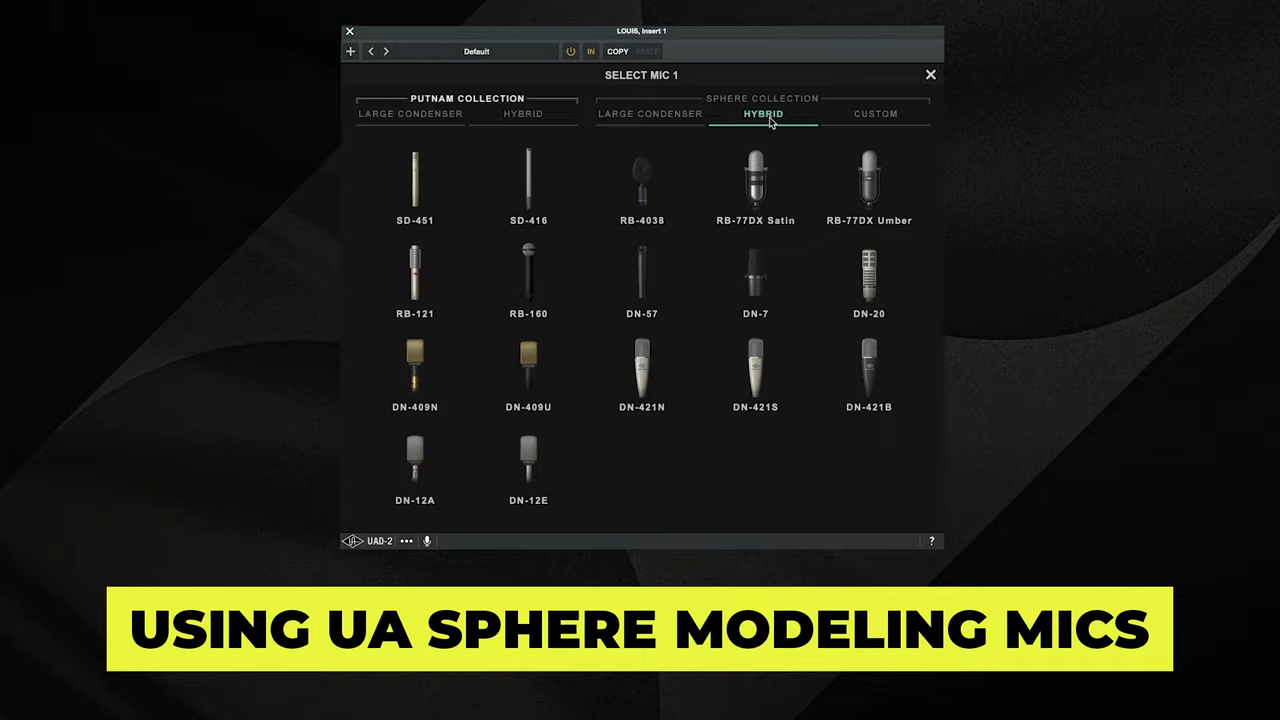 LOUIS, Insert 1
Default
IN
COPY
PASTE
SELECT MIC 1
PUTNAM COLLECTION
SPHERE COLLECTION
LARGE CONDENSER
HYBRID
LARGE CONDENSER
HYBRID
CUSTOM
SD-451
SD-416
RB-4038
RB-77DX Satin
RB-77DX Umber
RB-121
RB-160
DN-57
DN-7
DN-20
DN-409N
DN-409U
DN-421N
DN-421S
DN-421B
DN-12A
DN-12E
UAD-2
?
USING UA SPHERE MODELING MICS